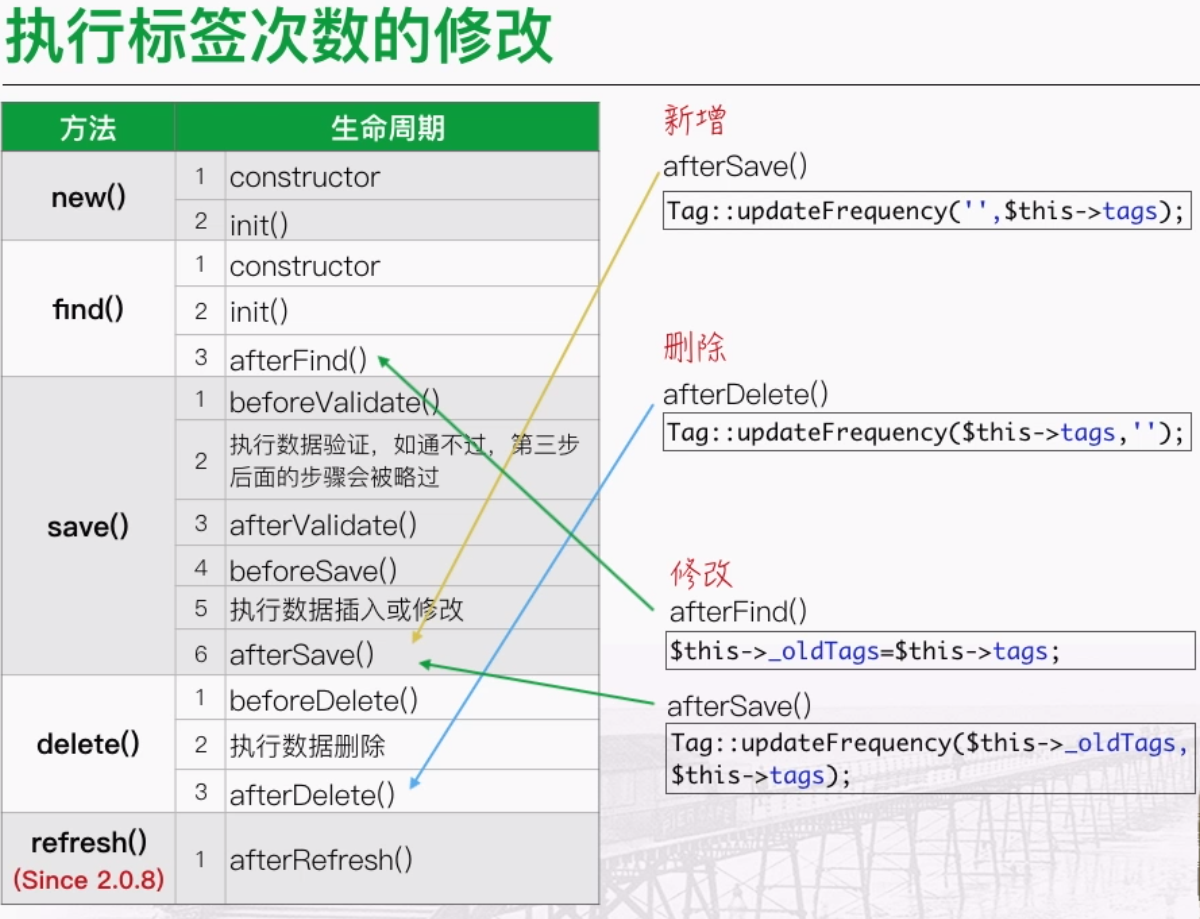 执行标签次数的修改
方法 生命周期
new()
1 constructor
2 init()
find()
1 constructor
2 init()
3 afterFind()
save()
1 beforeValidate()
2 执行数据验证，如通不过，第三步
后面的步骤会被略过
3 afterValidate()
4 beforeSave()
5 执行数据插入或修改
6 afterSave()
delete()
1 beforeDelete()
2 执行数据删除
3 afterDelete()
refresh()
(Since 2.0.8)
1 afterRefresh()
新增
afterSave()
Tag::updateFrequency('',$this->tags);
删除
afterDelete()
Tag::updateFrequency($this->tags,'');
修改
afterFind()
$this->_oldTags=$this->tags;
afterSave()
Tag::updateFrequency($this->_oldTags,
$this->tags);